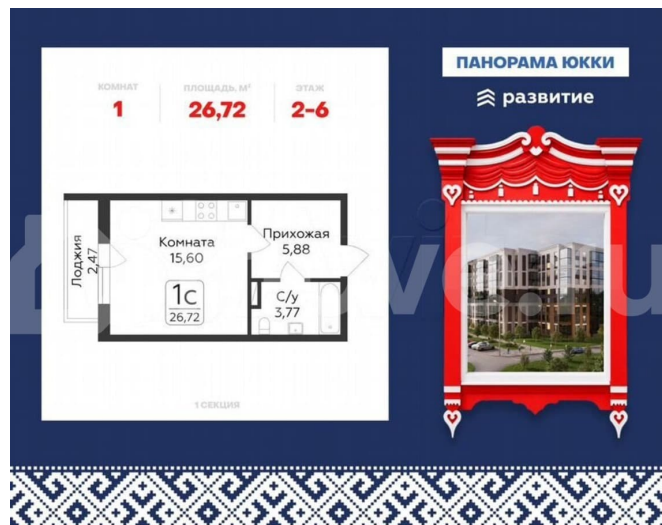 КОМНАТ
1
ПЛОЩАДЬ, М²
26,72
ЭТАЖ
2-6
ПАНОРАМА ЮККИ
развитие
Лоджия
2,47
Комната
15,60
1С
26,72
Прихожая
5,88
С/у
3,77
1 СЕКЦИЯ